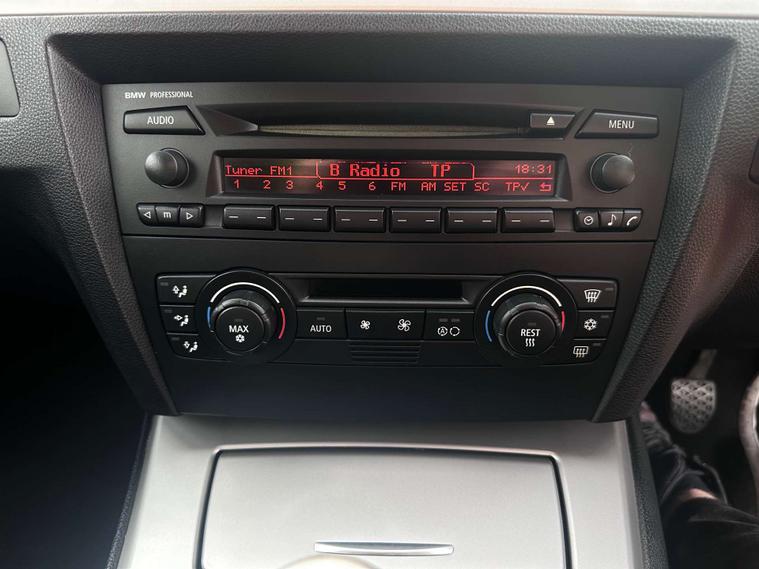 BMW PROFESSIONAL
AUDIO
MENU
Tuner FM1 B Radio TP 18:31
1 2 3 4 5 6 FM AM SET SC TP✓
m
MAX
AUTO
A
REST